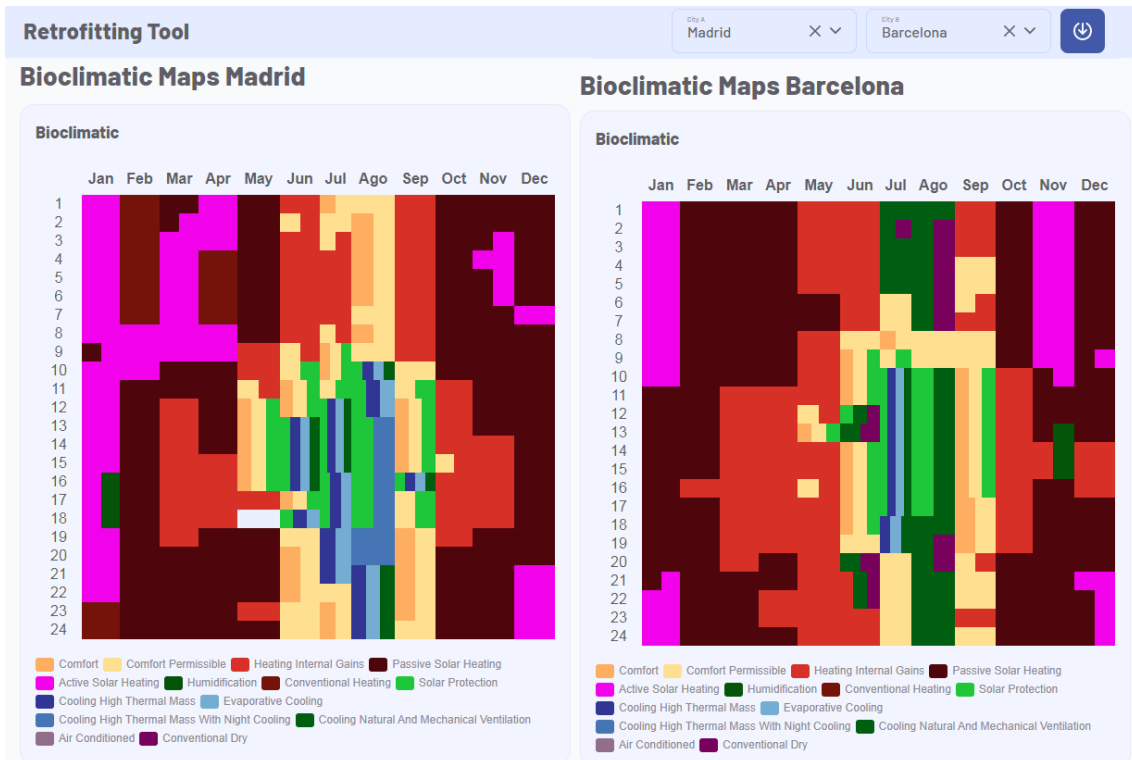 Retrofitting Tool
City A
Madrid
City B
Barcelona
Bioclimatic Maps Madrid
Bioclimatic
Jan Feb Mar Apr May Jun Jul Ago Sep Oct Nov Dec
1
2
3
4
5
6
7
8
9
10
11
12
13
14
15
16
17
18
19
20
21
22
23
24
Comfort Comfort Permissible Heating Internal Gains Passive Solar Heating
Active Solar Heating Humidification Conventional Heating Solar Protection
Cooling High Thermal Mass Evaporative Cooling
Cooling High Thermal Mass With Night Cooling Cooling Natural And Mechanical Ventilation
Air Conditioned Conventional Dry
Bioclimatic Maps Barcelona
Bioclimatic
Jan Feb Mar Apr May Jun Jul Ago Sep Oct Nov Dec
1
2
3
4
5
6
7
8
9
10
11
12
13
14
15
16
17
18
19
20
21
22
23
24
Comfort Comfort Permissible Heating Internal Gains Passive Solar Heating
Active Solar Heating Humidification Conventional Heating Solar Protection
Cooling High Thermal Mass Evaporative Cooling
Cooling High Thermal Mass With Night Cooling Cooling Natural And Mechanical Ventilation
Air Conditioned Conventional Dry